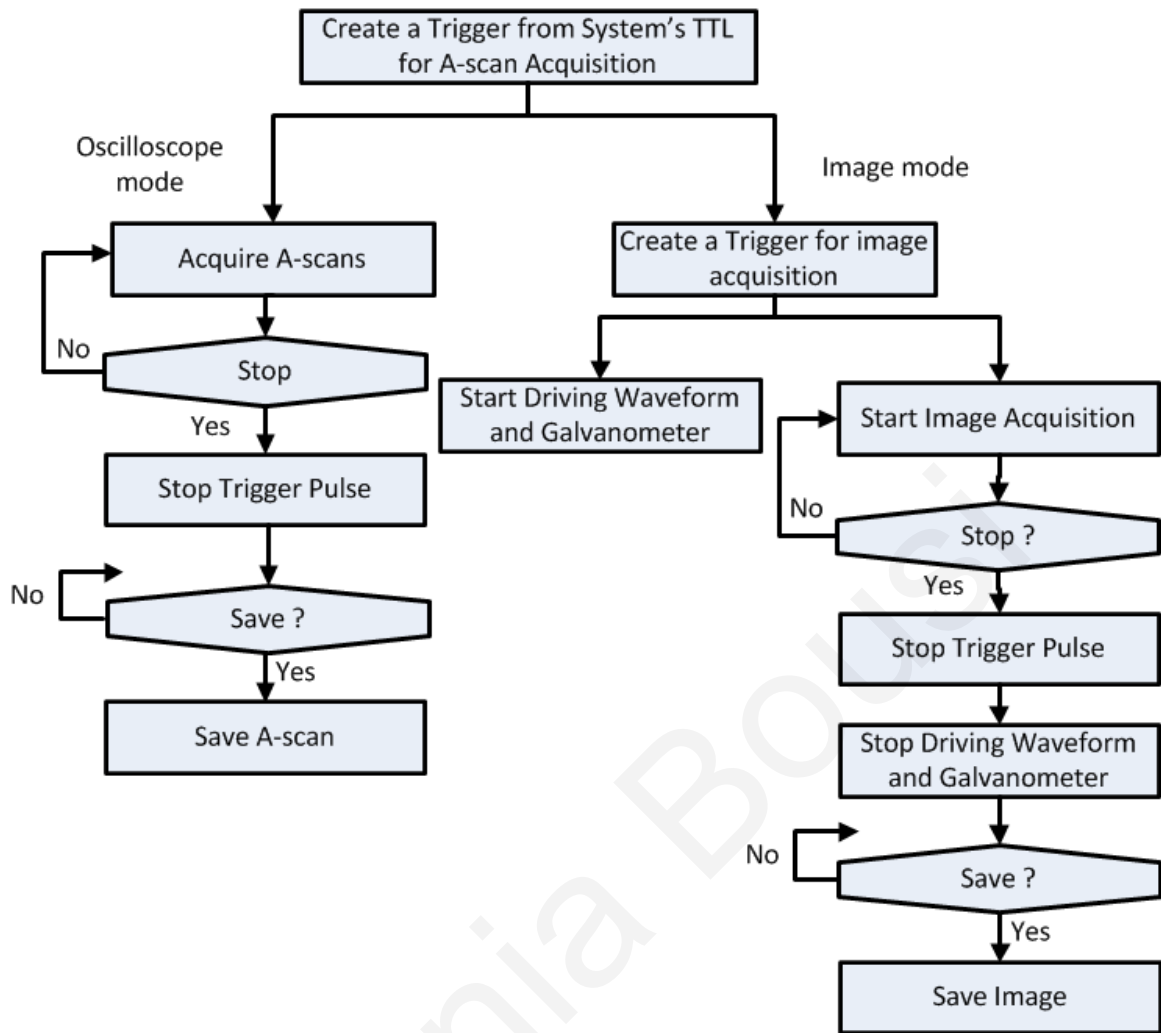 Create a Trigger from System's TTL
for A-scan Acquisition
Oscilloscope
mode
Image mode
Acquire A-scans
Create a Trigger for image
acquisition
No
Stop
Start Driving Waveform
and Galvanometer
Start Image Acquisition
Yes
Stop Trigger Pulse
No
Stop ?
Yes
No
Save ?
Stop Trigger Pulse
Yes
Save A-scan
Stop Driving Waveform
and Galvanometer
No
Save ?
Yes
Save Image
nia Bousi